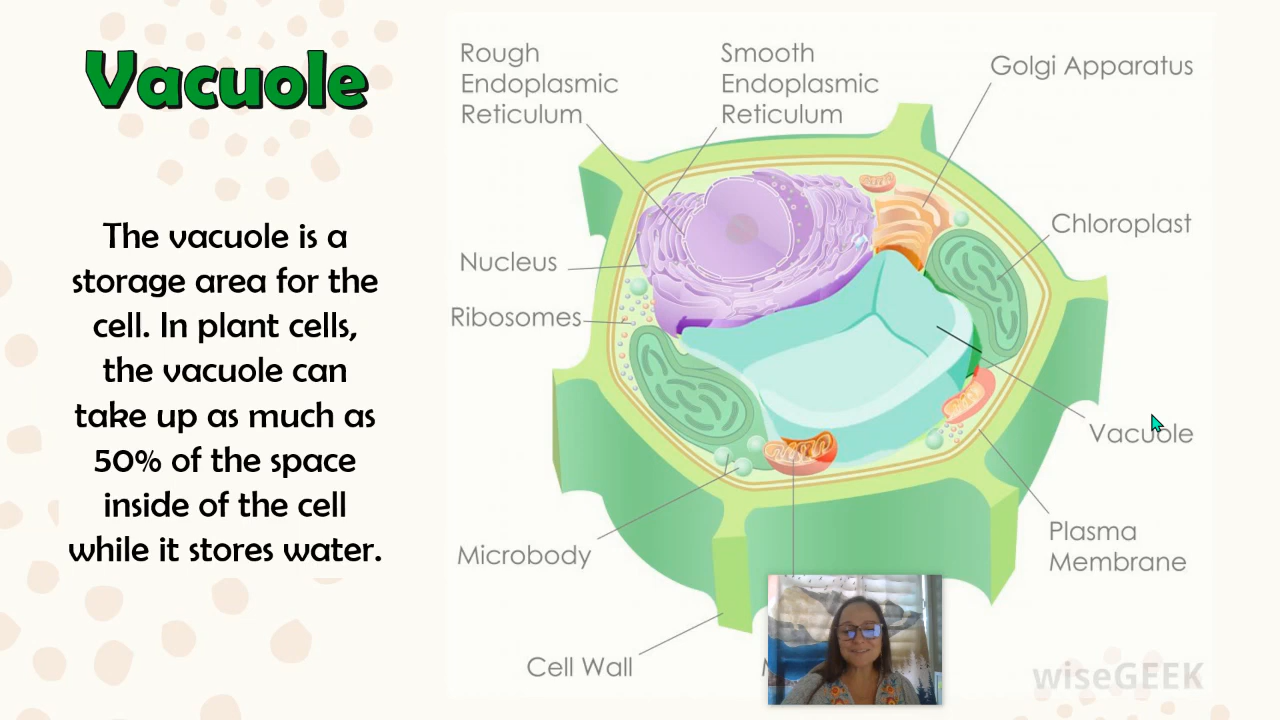 Vacuole
The vacuole is a
storage area for the
cell. In plant cells,
the vacuole can
take up as much as
50% of the space
inside of the cell
while it stores water.
Rough
Endoplasmic
Reticulum
Smooth
Endoplasmic
Reticulum
Golgi Apparatus
Chloroplast
Nucleus
Ribosomes
Vacuole
Plasma
Membrane
Microbody
Cell Wall
wiseGEEK